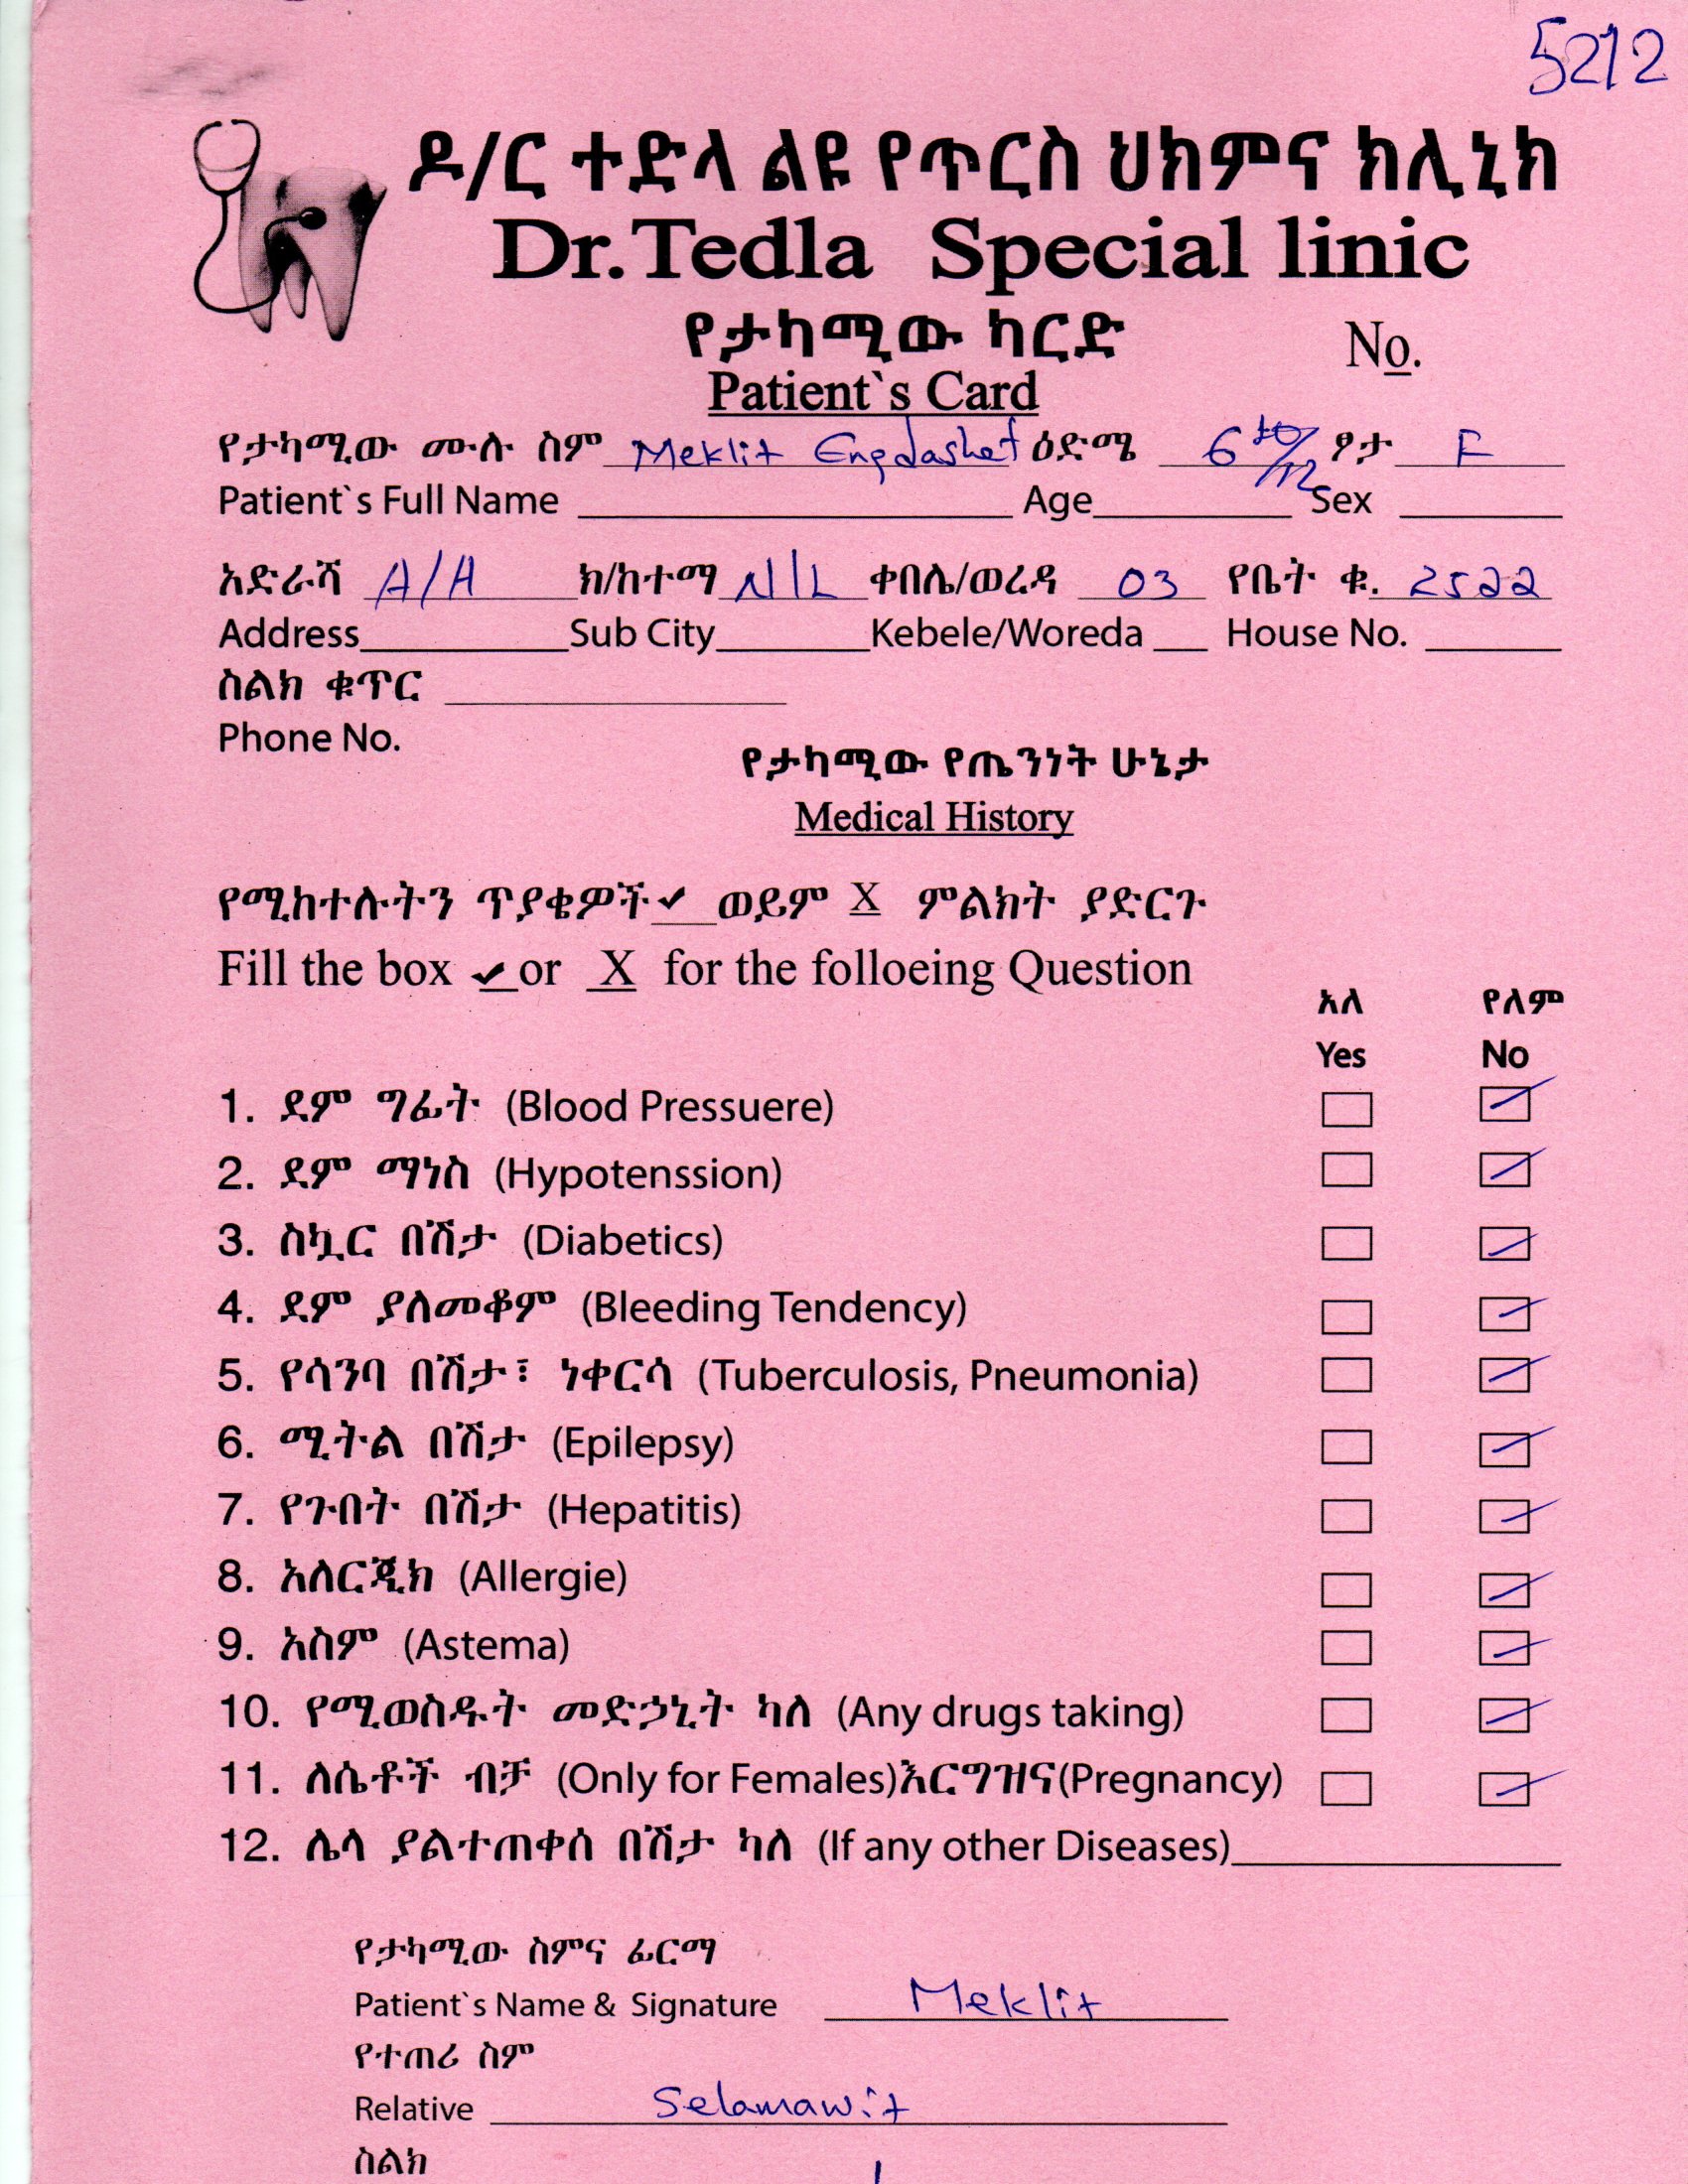 5212
ዶ/ር ተድላ ልዩ የጥርስ ህክምና ክሊኒክ
Dr.Tedla Special linic
የታካሚው ካርድ
No.
Patient`s Card
የታካሚው ሙሉ ስም Meklit Engdashet ዕድሜ 6 ፆታ F
Patient`s Full Name Age Sex
አድራሻ A/A ክ/ከተማ N/L ቀበሌ/ወረዳ 03 የቤት ቁ. 2522
Address Sub City Kebele/Woreda House No.
ስልክ ቁጥር
Phone No.
የታካሚው የጤንነት ሁኔታ
Medical History
የሚከተሉትን ጥያቄዎች ✓ ወይም X ምልክት ያድርጉ
Fill the box ✓ or X for the folloeing Question
አለ የለም
Yes No
1. ደም ግፊት (Blood Pressuere)
2. ደም ማነስ (Hypotenssion)
3. ስኳር በሽታ (Diabetics)
4. ደም ያለመቆም (Bleeding Tendency)
5. የሳንባ በሽታ፣ ነቀርሳ (Tuberculosis, Pneumonia)
6. ሚትል በሽታ (Epilepsy)
7. የጉበት በሽታ (Hepatitis)
8. አለርጂክ (Allergie)
9. አስም (Astema)
10. የሚወስዱት መድኃኒት ካለ (Any drugs taking)
11. ለሴቶች ብቻ (Only for Females)እርግዝና(Pregnancy)
12. ሌላ ያልተጠቀሰ በሽታ ካለ (If any other Diseases)
የታካሚው ስምና ፊርማ
Patient`s Name & Signature Meklit
የተጠሪ ስም
Relative Selamawit
ስልክ